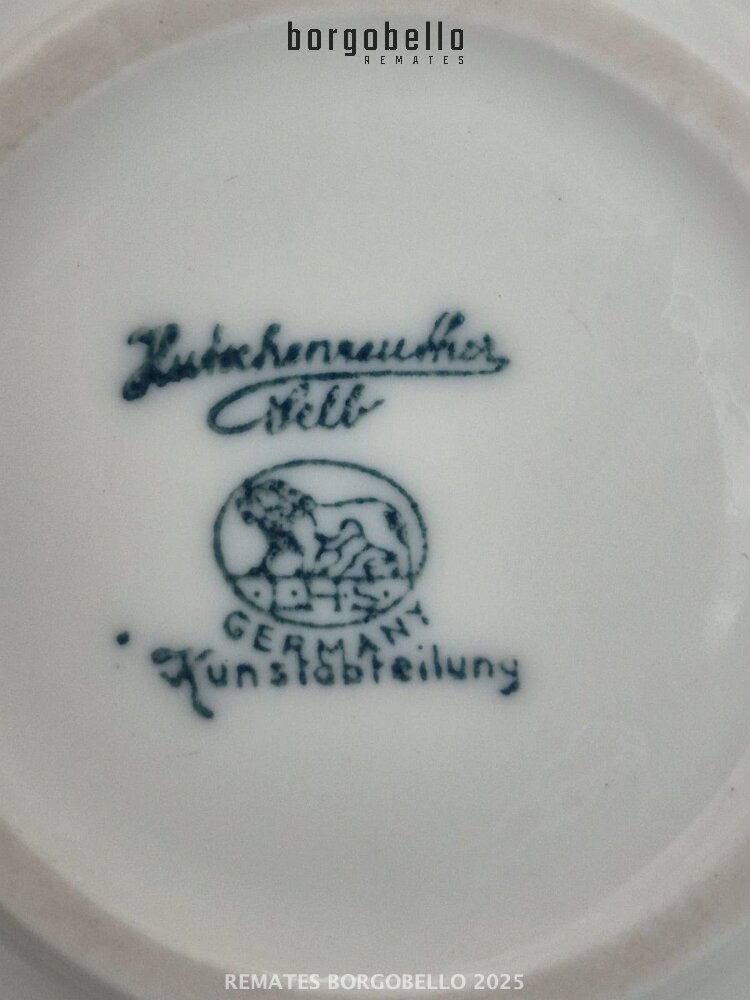 borgobello
REMATES
Hutschenreuther
Selb
L H S
GERMANY
Kunstabteilung
REMATES BORGOBELLO 2025